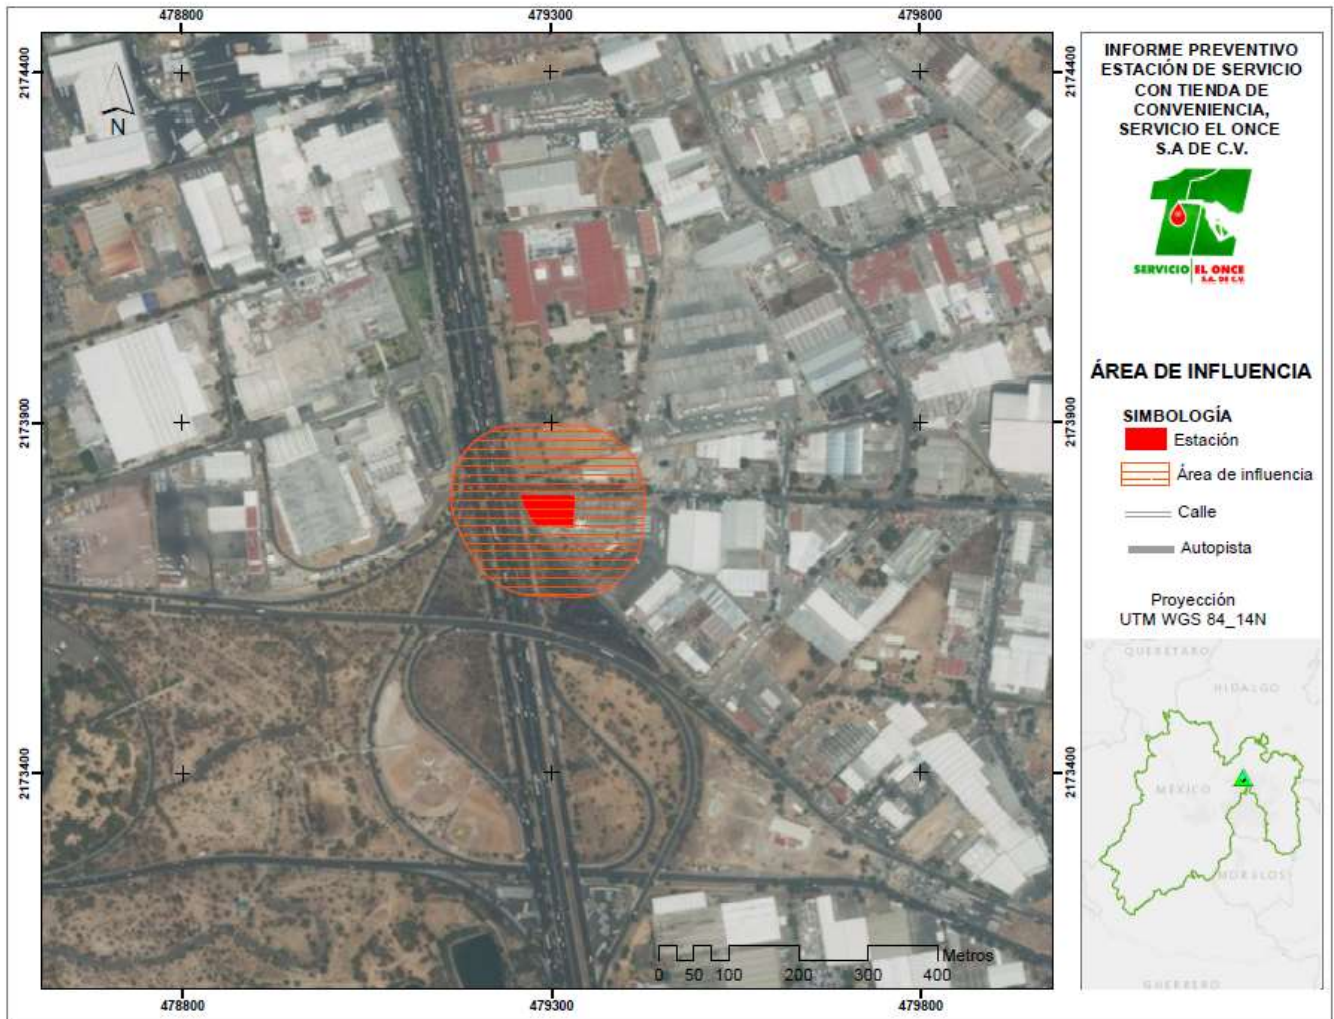 478800
479300
479800
2174400
2174400
N
2173900
2173900
2173400
2173400
Metros
0 50 100 200 300 400
478800
479300
479800
INFORME PREVENTIVO
ESTACIÓN DE SERVICIO
CON TIENDA DE
CONVENIENCIA,
SERVICIO EL ONCE
S.A DE C.V.
SERVICIO EL ONCE
S.A. DE C.V.
ÁREA DE INFLUENCIA
SIMBOLOGÍA
Estación
Área de influencia
Calle
Autopista
Proyección
UTM WGS 84_14N
QUERÉTARO
HIDALGO
MÉXICO
MORELOS
GUERRERO